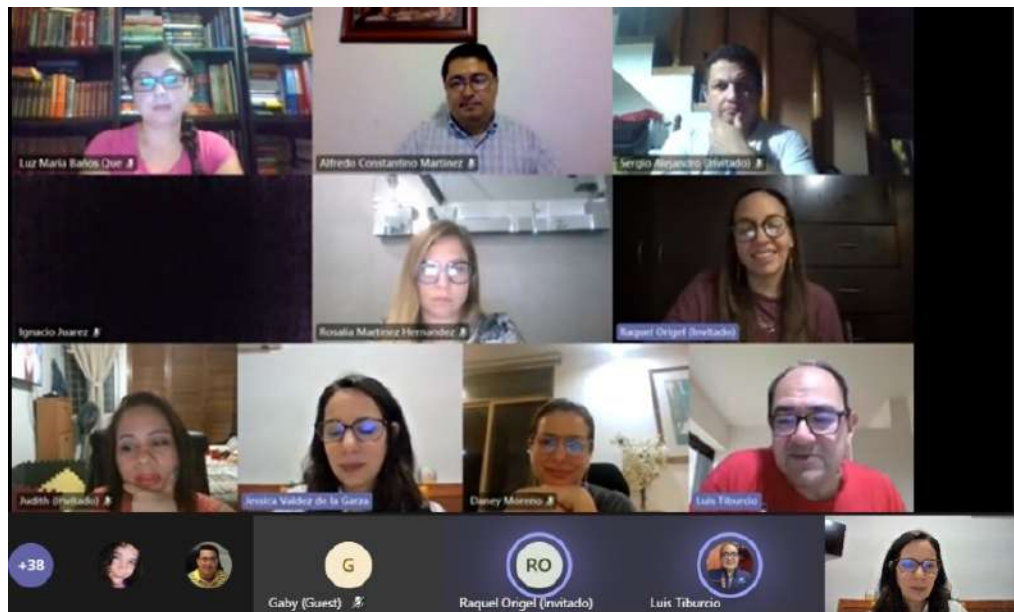 Luz María Baños Que
Alfredo Constantino Martinez
Sergio Alejandro (Invitado)
Ignacio Juarez
Rosalia Martinez Hernandez
Raquel Origel (Invitado)
Judith (Invitado)
Jessica Valdez de la Garza
Daney Moreno
Luis Tiburcio
+38
G
RO
Gaby (Guest)
Raquel Origel (Invitado)
Luis Tiburcio